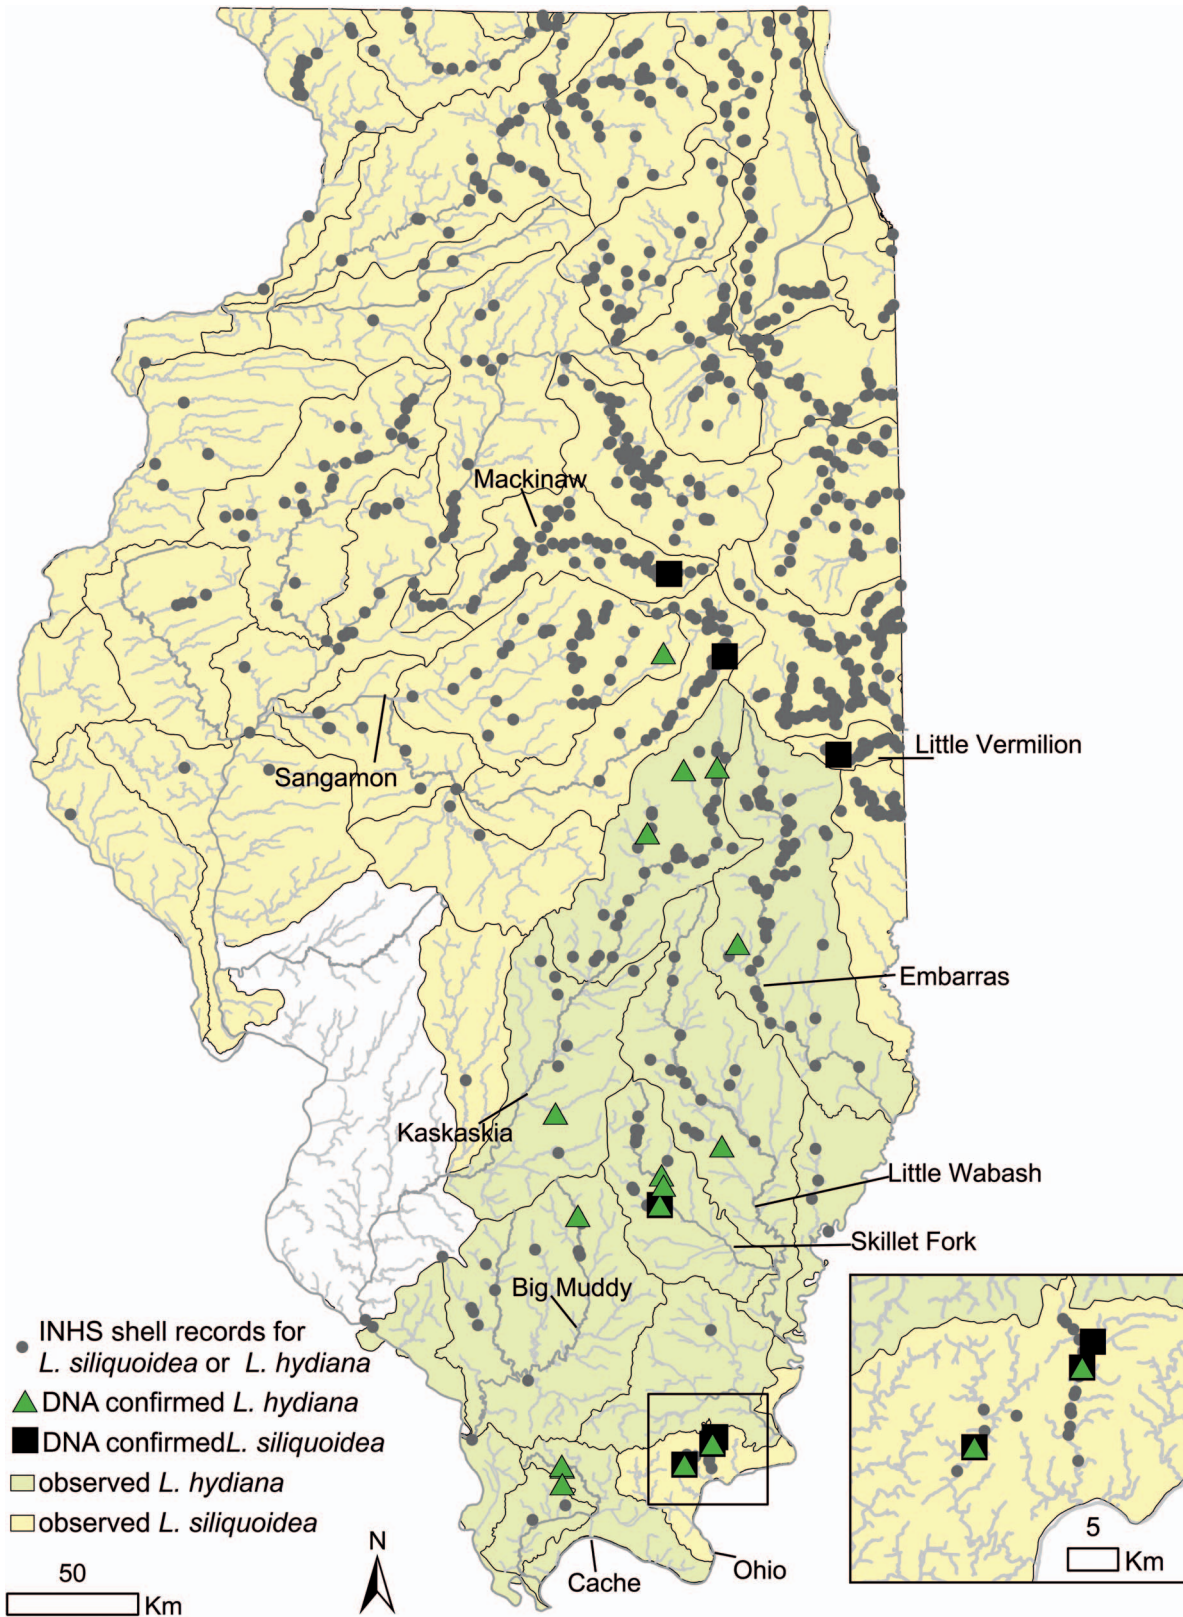 Mackinaw
Little Vermilion
Sangamon
Embarras
Kaskaskia
Little Wabash
Skillet Fork
Big Muddy
INHS shell records for
L. siliquoidea or L. hydiana
DNA confirmed L. hydiana
DNA confirmedL. siliquoidea
observed L. hydiana
observed L. siliquoidea
50
Km
N
Cache
Ohio
5
Km